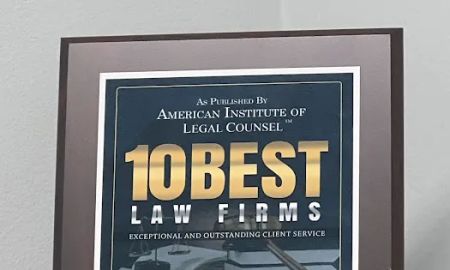 AS PUBLISHED BY
AMERICAN INSTITUTE OF
LEGAL COUNSEL™
10BEST
LAW FIRMS
EXCEPTIONAL AND OUTSTANDING CLIENT SERVICE